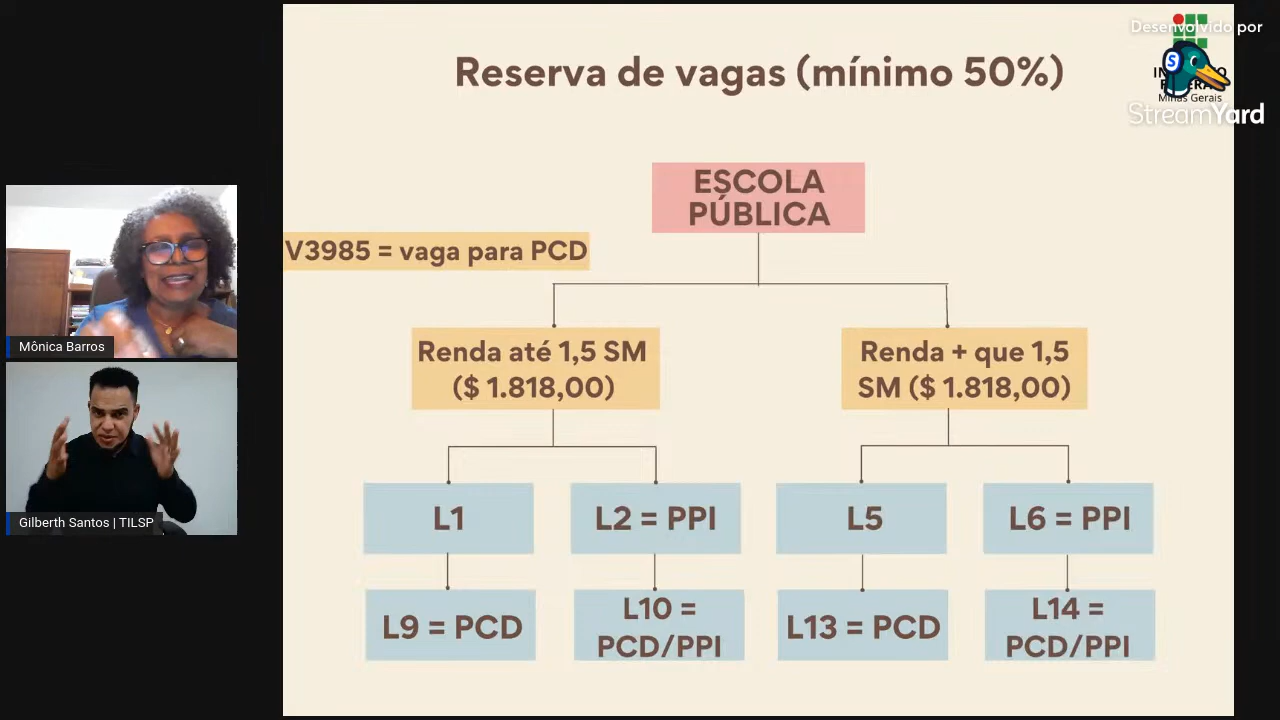 Reserva de vagas (mínimo 50%)
Desenvolvido por
Minas Gerais
StreamYard
ESCOLA
PÚBLICA
V3985 = vaga para PCD
Renda até 1,5 SM
($ 1.818,00)
Renda + que 1,5
SM ($ 1.818,00)
L1
L2 = PPI
L5
L6 = PPI
L9 = PCD
L10 =
PCD/PPI
L13 = PCD
L14 =
PCD/PPI
Mônica Barros
Gilberth Santos | TILSP